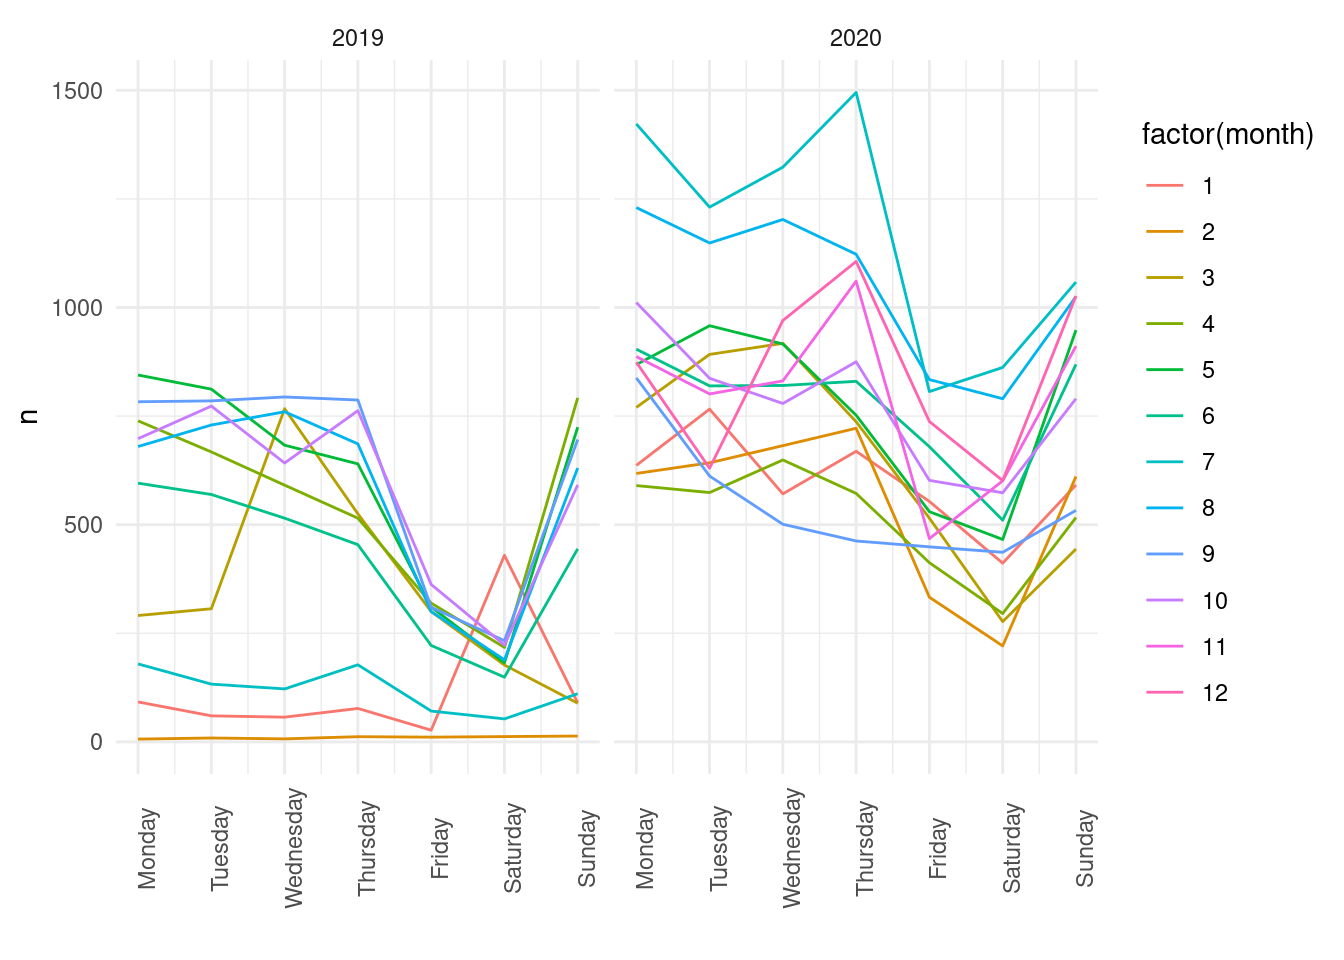 2019
2020
1500
1000
500
0
n
Monday
Tuesday
Wednesday
Thursday
Friday
Saturday
Sunday
Monday
Tuesday
Wednesday
Thursday
Friday
Saturday
Sunday
factor(month)
1
2
3
4
5
6
7
8
9
10
11
12